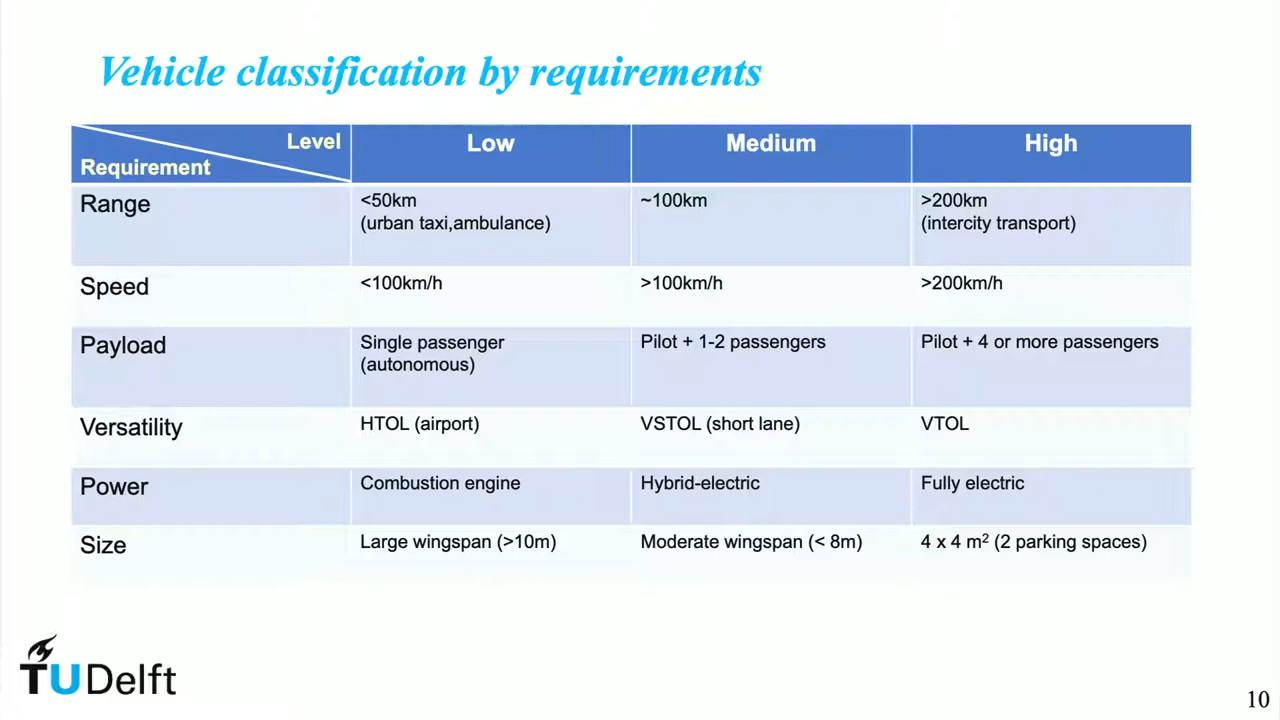 Vehicle classification by requirements
Level
Requirement
Low
Medium
High
Range
<50km
(urban taxi,ambulance)
~100km
>200km
(intercity transport)
Speed
<100km/h
>100km/h
>200km/h
Payload
Single passenger
(autonomous)
Pilot + 1-2 passengers
Pilot + 4 or more passengers
Versatility
HTOL (airport)
VSTOL (short lane)
VTOL
Power
Combustion engine
Hybrid-electric
Fully electric
Size
Large wingspan (>10m)
Moderate wingspan (< 8m)
4 x 4 m² (2 parking spaces)
TU Delft
10